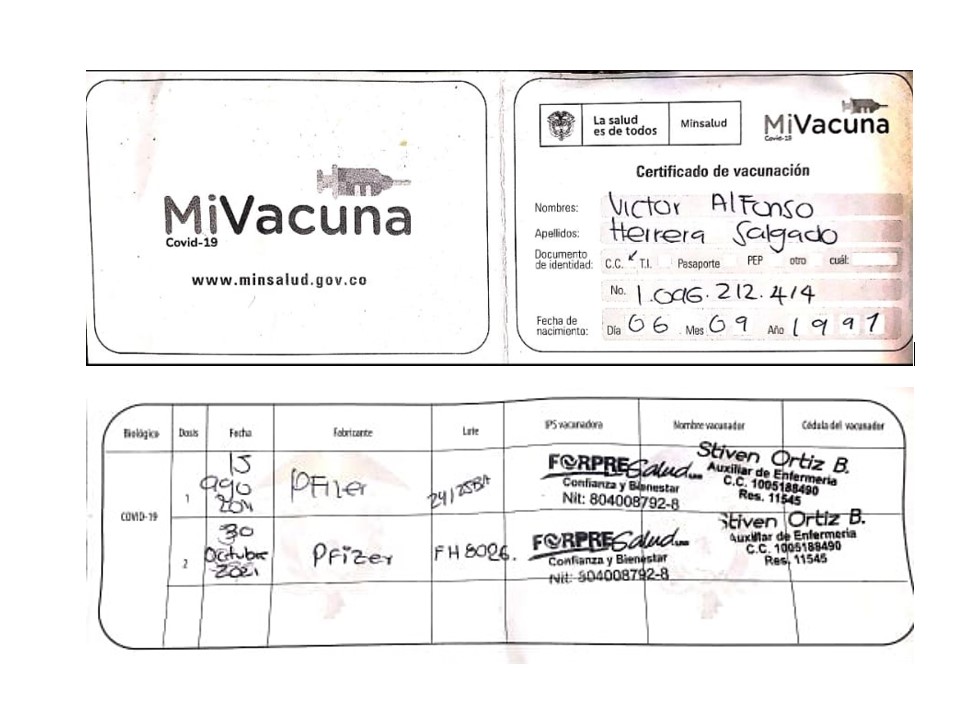 MiVacuna
Covid-19
www.minsalud.gov.co
La salud
es de todos
Minsalud
MiVacuna
Covid-19
Certificado de vacunación
Nombres: Victor Alfonso
Apellidos: Herrera Salgado
Documento
de identidad: C.C. T.I. Pasaporte PEP otro cuál:
No. 1.096.212.414
Fecha de
nacimiento: Día 06 Mes 09 Año 1997
Biológico Dosis Fecha Fabricante Lote IPS vacunadora Nombre vacunador Cédula del vacunador
COVID-19
1
15
ago
PFizer
FORPRESalud
Confianza y Bienestar
Nit: 804008792-8
Stiven Ortiz B.
Auxiliar de Enfermeria
C.C. 1005188490
Res. 11545
2
30
Octubre
2021
PFizer
FH8026.
FORPRESalud
Confianza y Bienestar
Nit: 804008792-8
Stiven Ortiz B.
Auxiliar de Enfermeria
C.C. 1005188490
Res. 11545